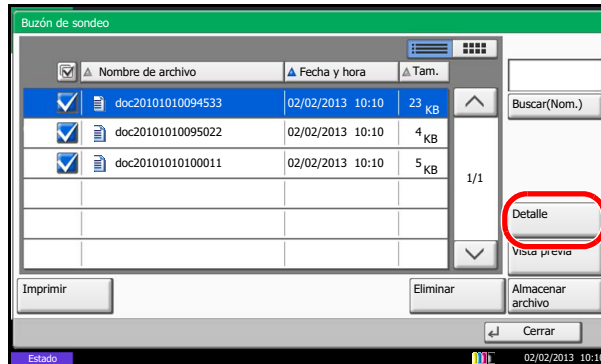 Buzón de sondeo
Nombre de archivo Fecha y hora Tam.
doc20101010094533 02/02/2013 10:10 23 KB
Buscar(Nom.)
doc20101010095022 02/02/2013 10:10 4 KB
doc20101010100011 02/02/2013 10:10 5 KB
1/1
Detalle
Vista previa
Imprimir Eliminar Almacenar archivo
Cerrar
Estado 02/02/2013 10:10